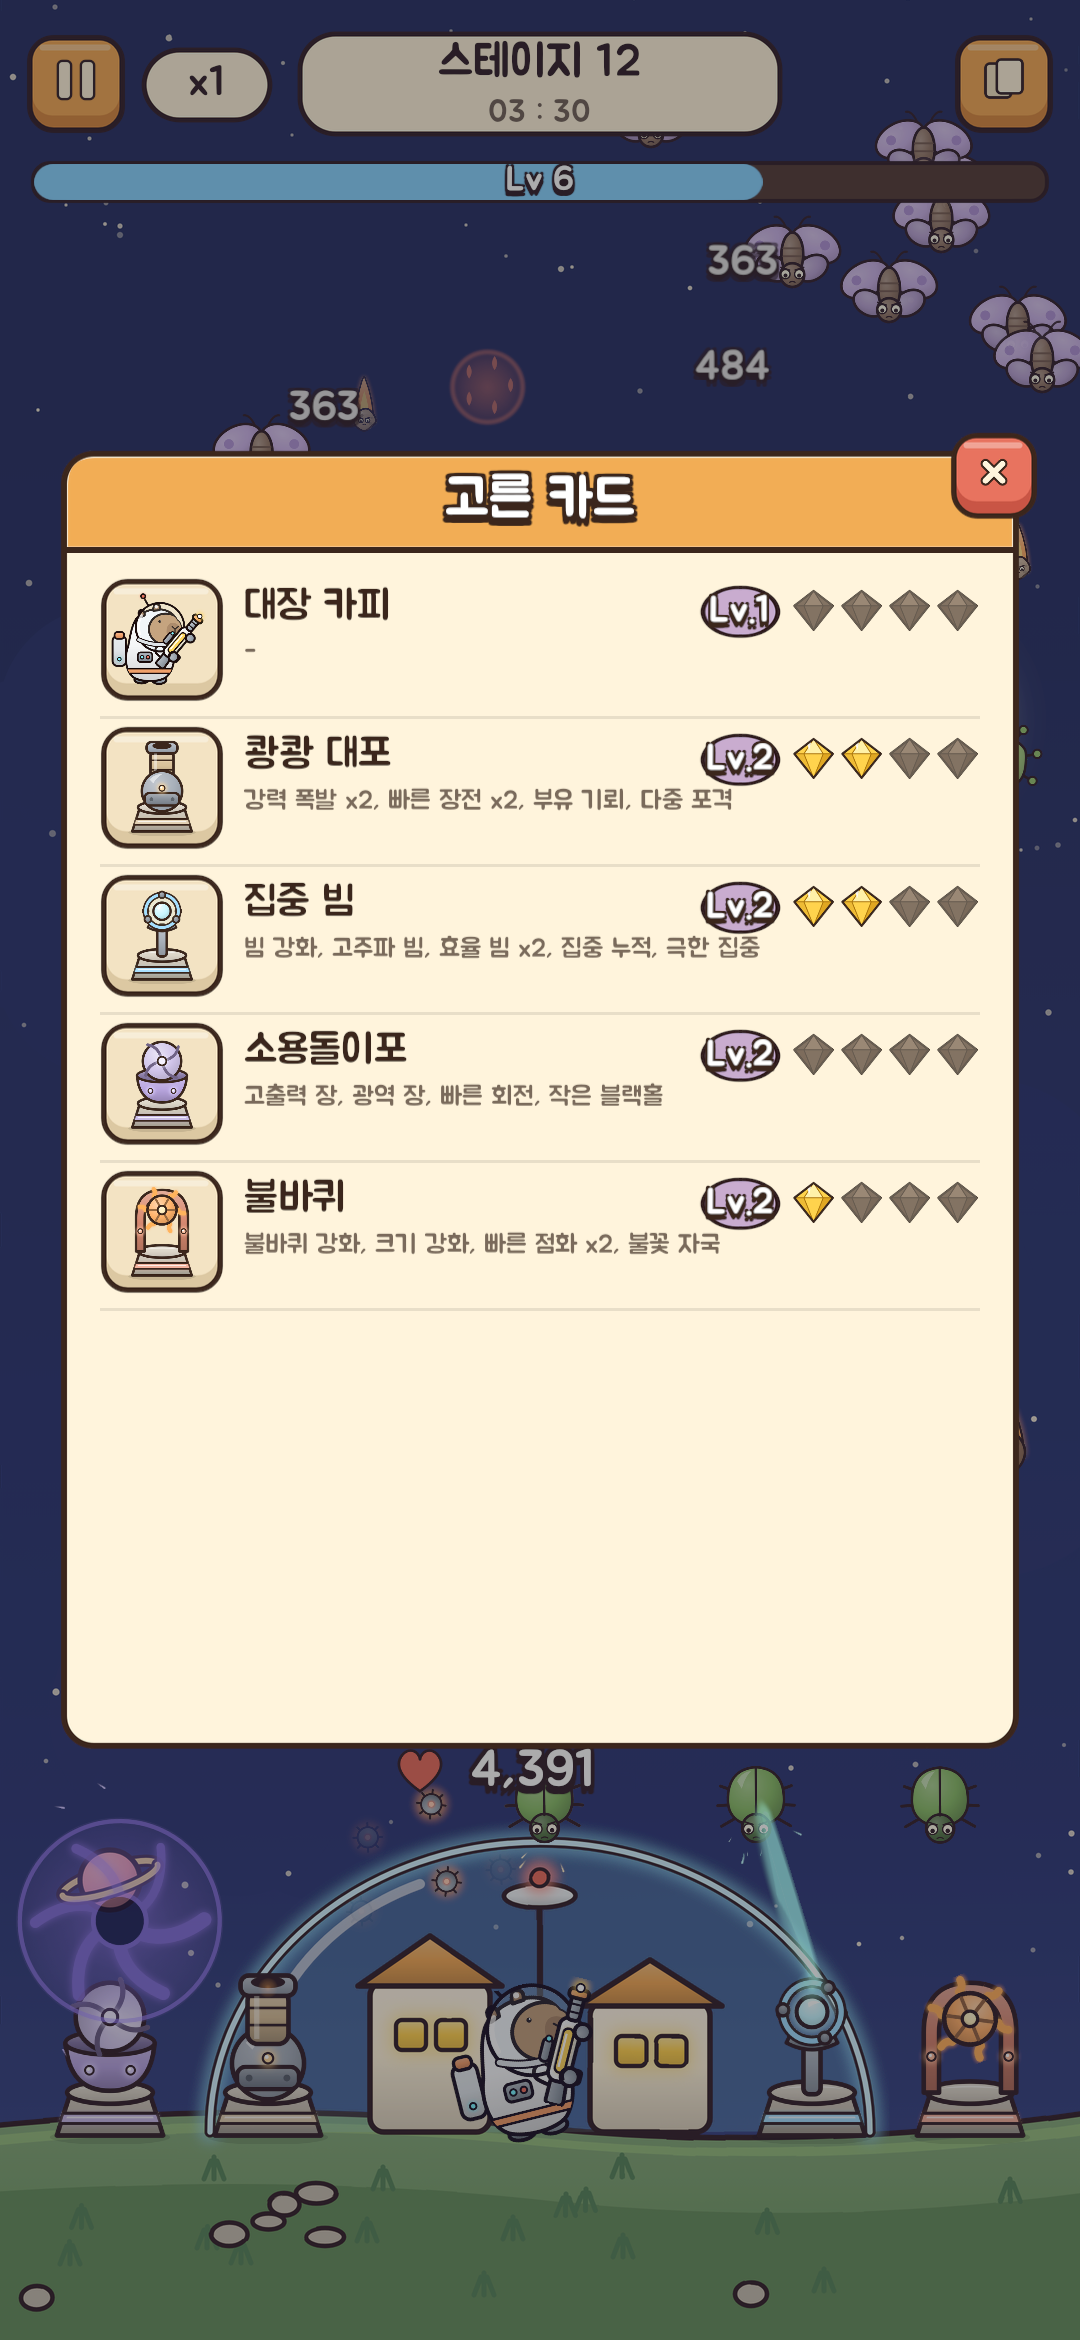 x1
스테이지 12
03 : 30
Lv 6
363
484
363
고른 카드
대장 카피
Lv.1
-
쾅쾅 대포
Lv.2
강력 폭발 x2, 빠른 장전 x2, 부유 기뢰, 다중 포격
집중 빔
Lv.2
빔 강화, 고주파 빔, 효율 빔 x2, 집중 누적, 극한 집중
소용돌이포
Lv.2
고출력 장, 광역 장, 빠른 회전, 작은 블랙홀
불바퀴
Lv.2
불바퀴 강화, 크기 강화, 빠른 점화 x2, 불꽃 자국
4,391